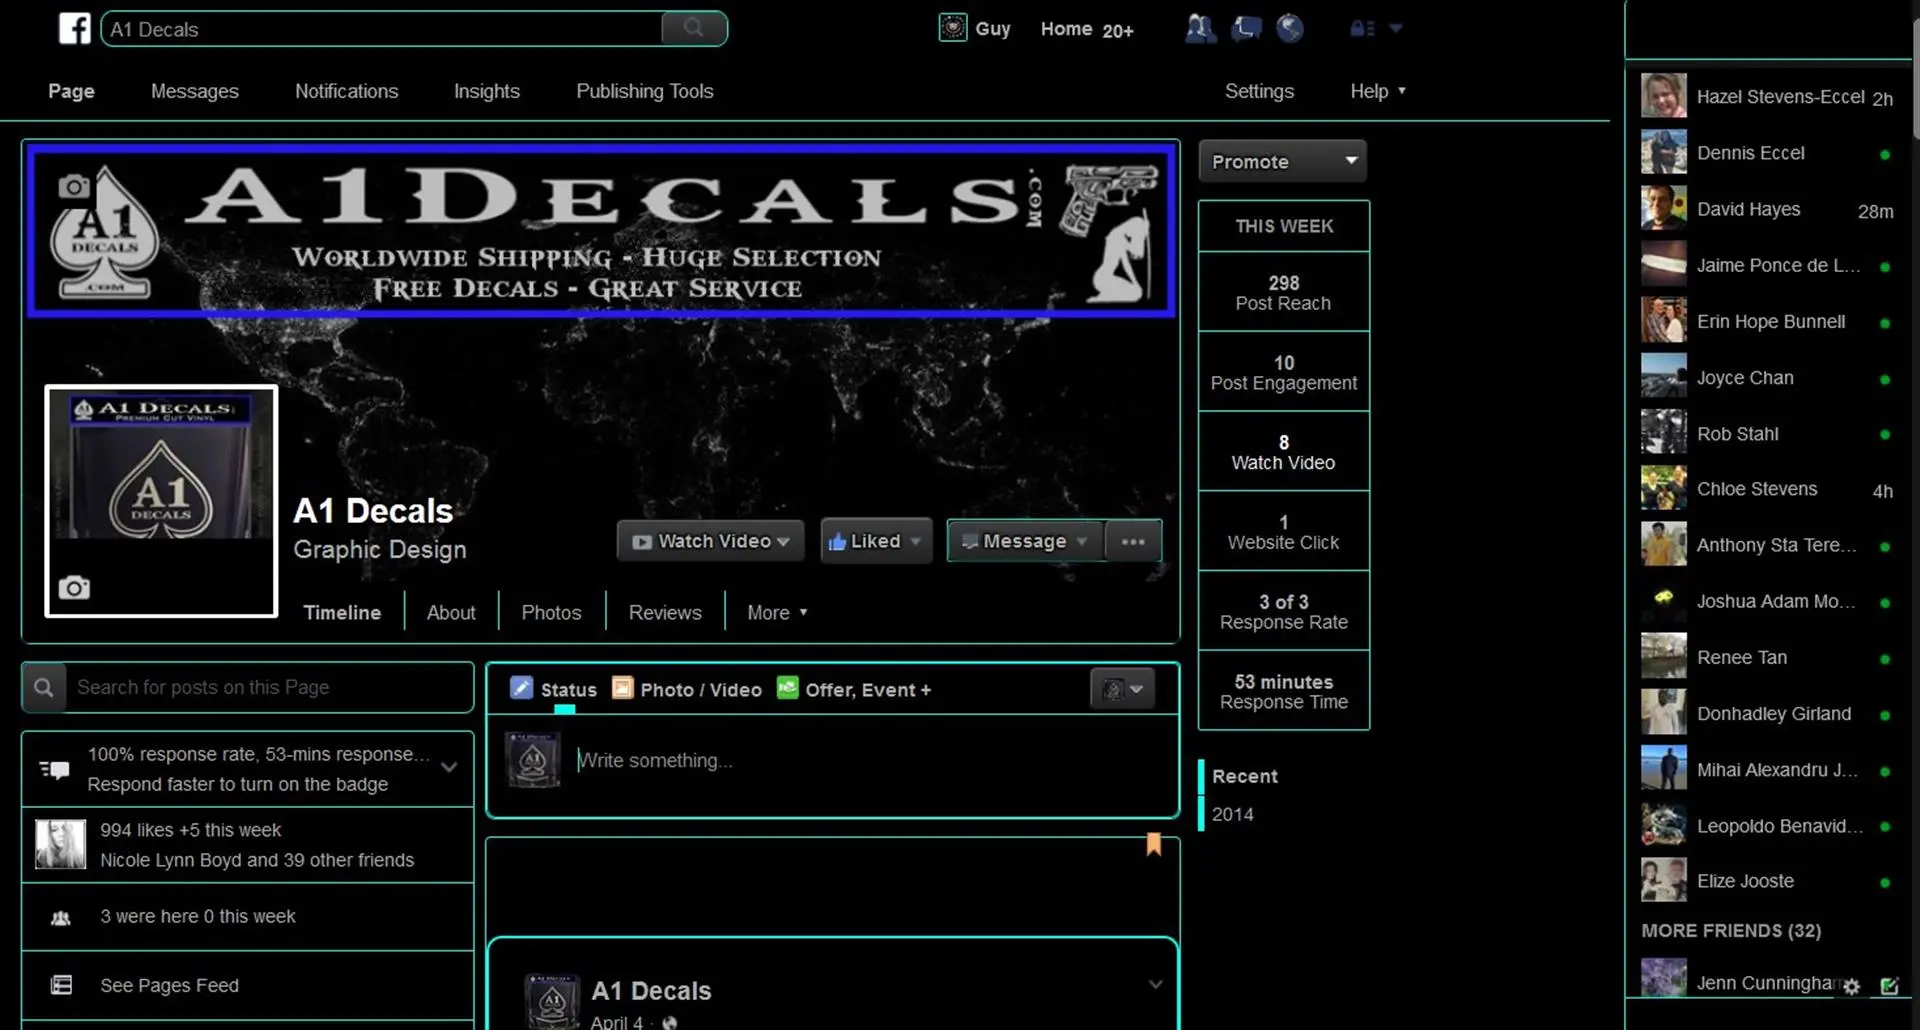 A1 Decals
Guy
Home 20+
Page
Messages
Notifications
Insights
Publishing Tools
Settings
Help
A1DECALS.COM
WORLDWIDE SHIPPING - HUGE SELECTION
FREE DECALS - GREAT SERVICE
A1
DECALS
.COM
A1 DECALS
PREMIUM CUT VINYL
A1
DECALS
A1 Decals
Graphic Design
Watch Video
Liked
Message
Timeline
About
Photos
Reviews
More
Promote
THIS WEEK
298
Post Reach
10
Post Engagement
8
Watch Video
1
Website Click
3 of 3
Response Rate
53 minutes
Response Time
Recent
2014
Search for posts on this Page
100% response rate, 53-mins response...
Respond faster to turn on the badge
994 likes +5 this week
Nicole Lynn Boyd and 39 other friends
3 were here 0 this week
See Pages Feed
Status
Photo / Video
Offer, Event +
Write something...
A1 Decals
April 4
Hazel Stevens-Eccel 2h
Dennis Eccel
David Hayes 28m
Jaime Ponce de L...
Erin Hope Bunnell
Joyce Chan
Rob Stahl
Chloe Stevens 4h
Anthony Sta Tere...
Joshua Adam Mo...
Renee Tan
Donhadley Girland
Mihai Alexandru J...
Leopoldo Benavid...
Elize Jooste
MORE FRIENDS (32)
Jenn Cunningha